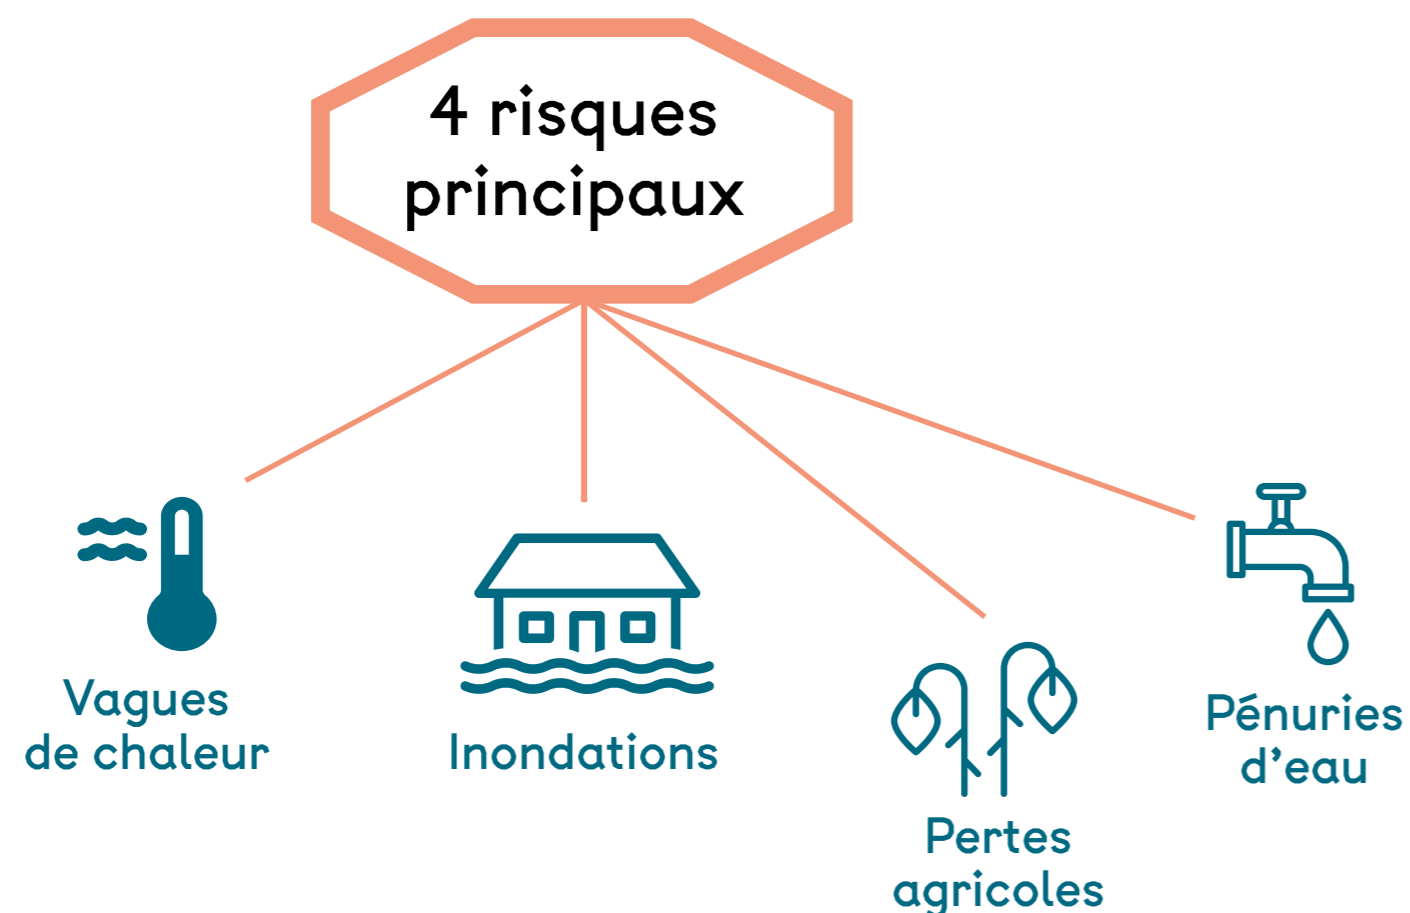 4 risques
principaux
Vagues
de chaleur
Inondations
Pertes
agricoles
Pénuries
d’eau